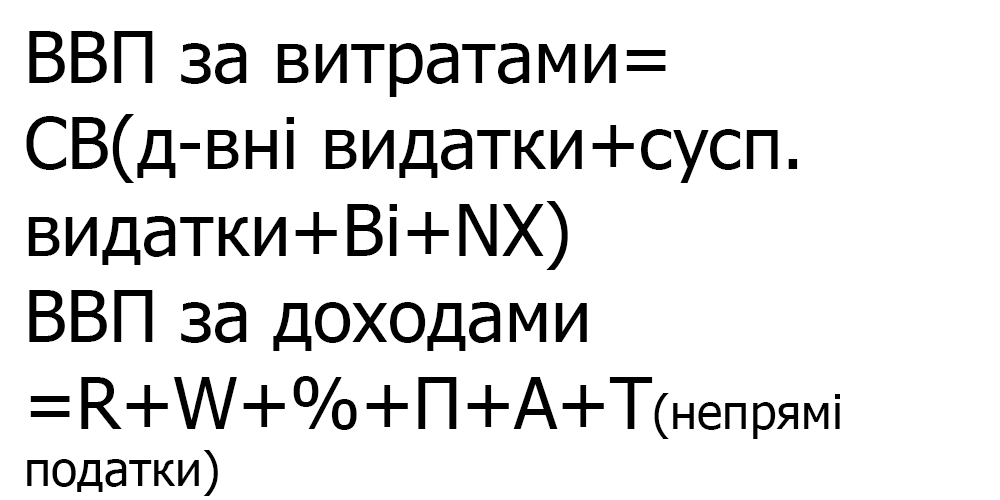 ВВП за витратами=
СВ(д-вні видатки+сусп.
видатки+Ві+NX)
ВВП за доходами
=R+W+%+П+А+Т(непрямі
податки)